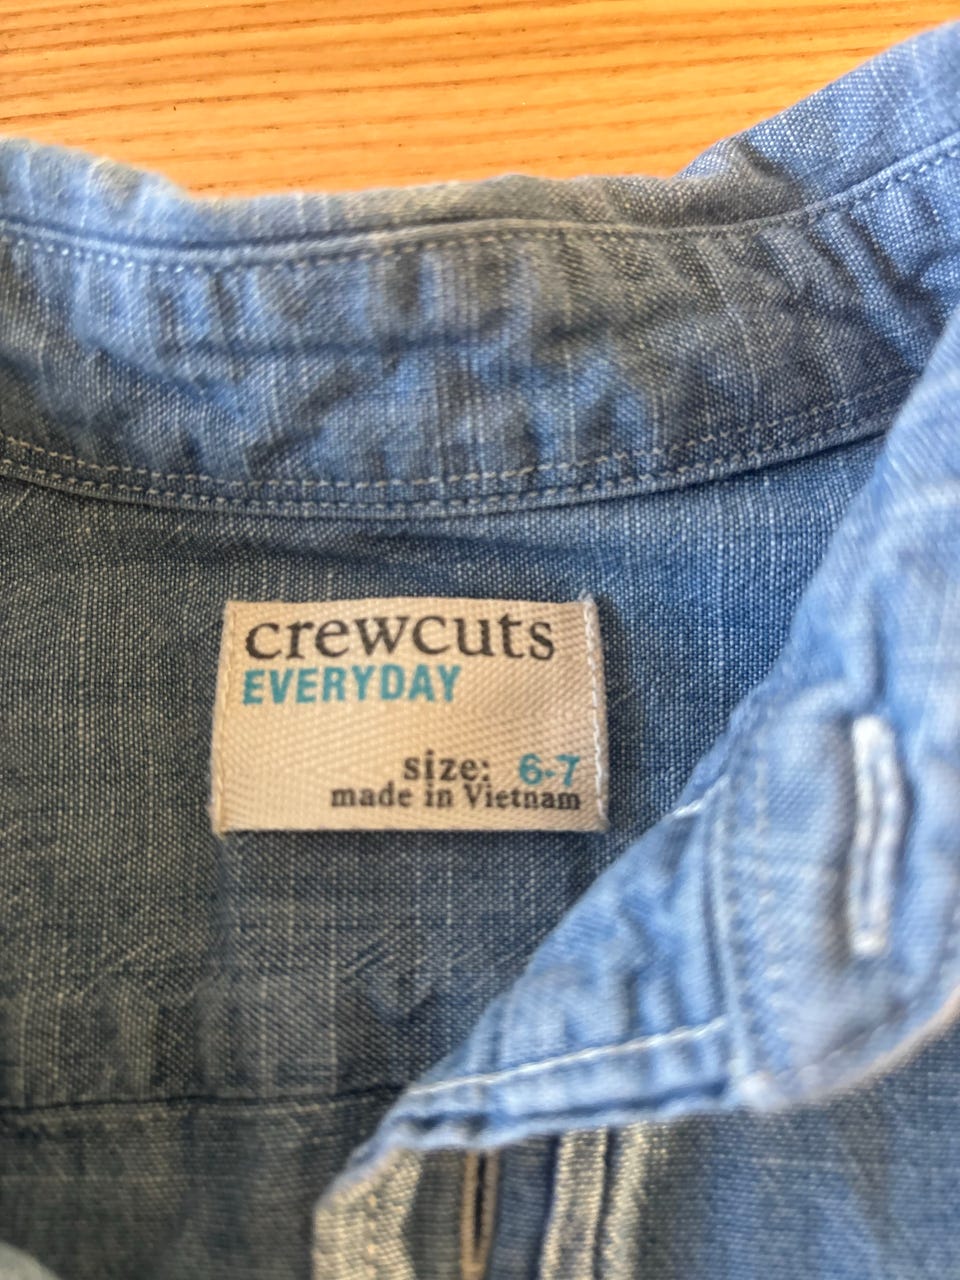 crewcuts
EVERYDAY
size: 6-7
made in Vietnam